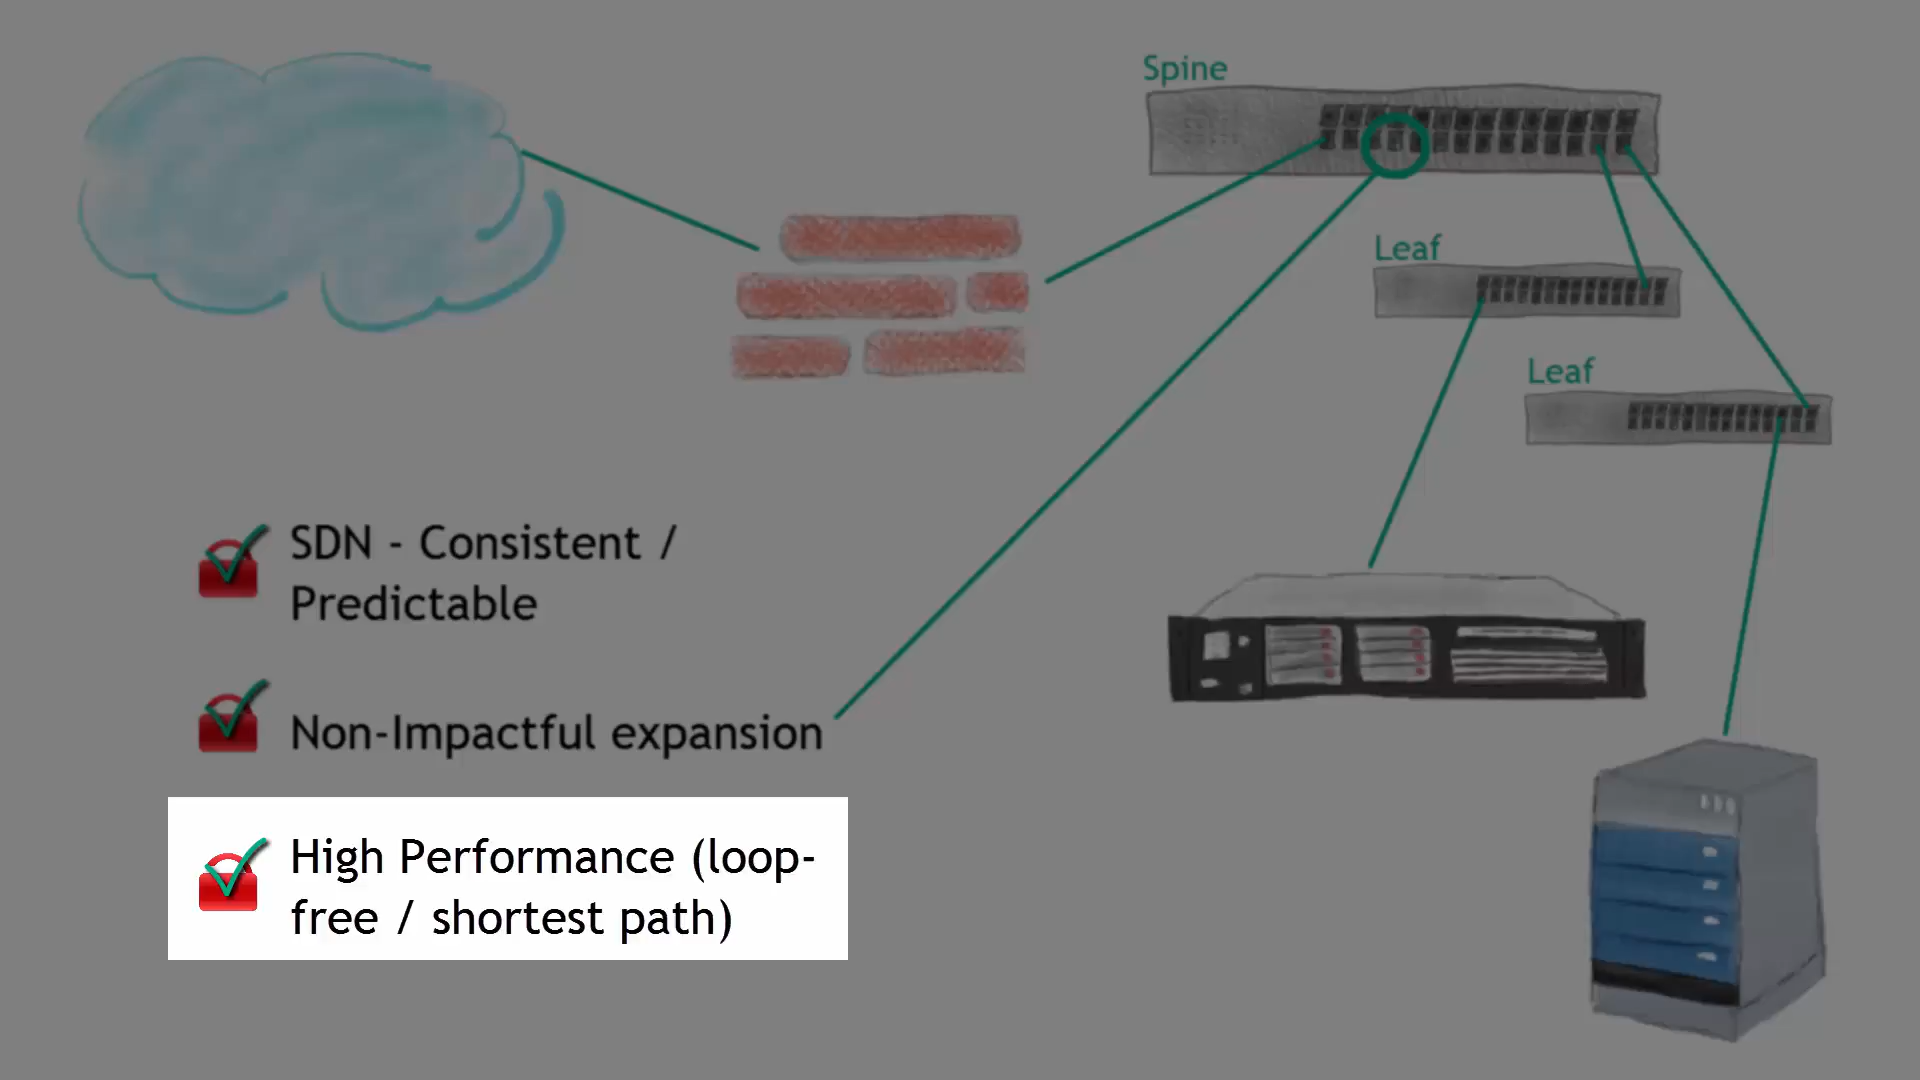 Spine
Leaf
Leaf
SDN - Consistent /
Predictable
Non-Impactful expansion
High Performance (loop-
free / shortest path)